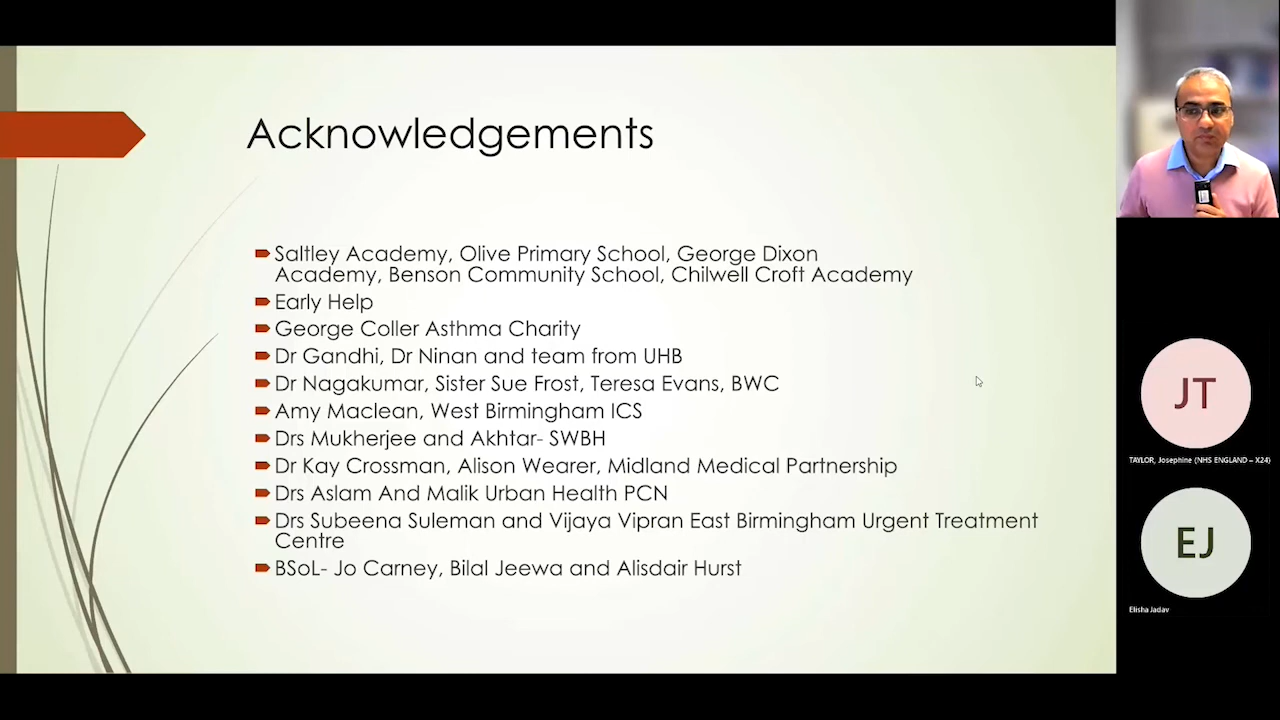 Acknowledgements
Saltley Academy, Olive Primary School, George Dixon
Academy, Benson Community School, Chilwell Croft Academy
Early Help
George Coller Asthma Charity
Dr Gandhi, Dr Ninan and team from UHB
Dr Nagakumar, Sister Sue Frost, Teresa Evans, BWC
Amy Maclean, West Birmingham ICS
Drs Mukherjee and Akhtar- SWBH
Dr Kay Crossman, Alison Wearer, Midland Medical Partnership
Drs Aslam And Malik Urban Health PCN
Drs Subeena Suleman and Vijaya Vipran East Birmingham Urgent Treatment
Centre
BSoL- Jo Carney, Bilal Jeewa and Alisdair Hurst
JT
TAYLOR, Josephine (NHS ENGLAND – X24)
EJ
Elisha Jadav